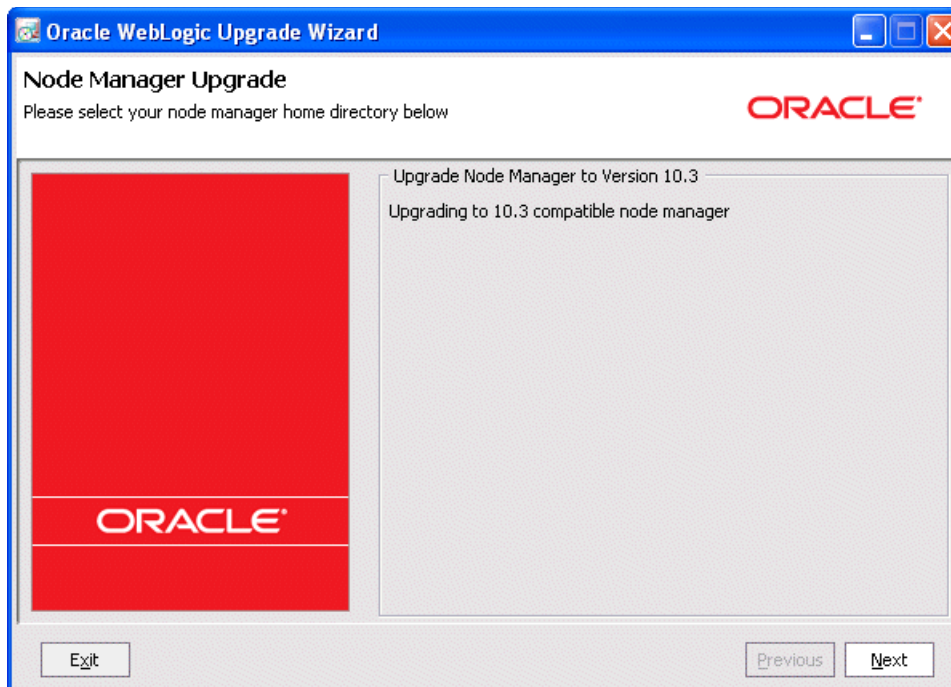 Oracle WebLogic Upgrade Wizard
Node Manager Upgrade
Please select your node manager home directory below
ORACLE®
Upgrade Node Manager to Version 10.3
Upgrading to 10.3 compatible node manager
ORACLE®
Exit
Previous
Next